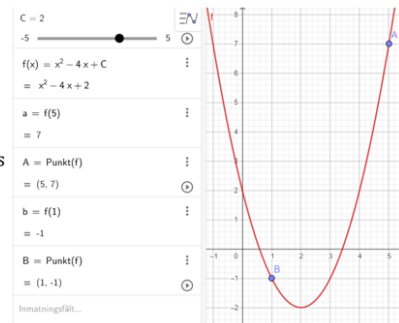 C = 2
-5
5
f(x) = x² − 4 x + C
= x² − 4 x + 2
a = f(5)
= 7
s
A = Punkt(f)
= (5, 7)
b = f(1)
= -1
B = Punkt(f)
= (1, -1)
Inmatningsfält...
f
8
7
6
5
4
3
2
1
0
-1
-2
-1
1
2
3
4
5
A
B